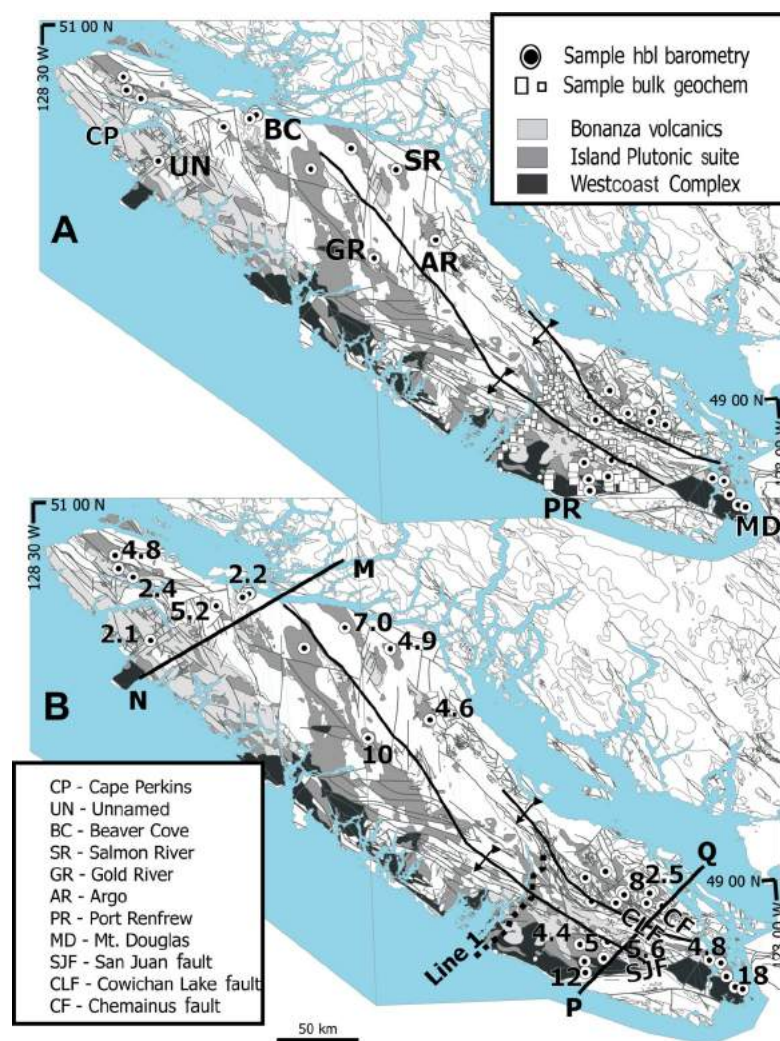 51 00 N
128 30 W
Sample hbl barometry
Sample bulk geochem
Bonanza volcanics
Island Plutonic suite
Westcoast Complex
CP
BC
UN
SR
A
GR
AR
49 00 N
PR
MD
51 00 N
128 30 W
4.8
2.2
M
2.4
5.2
7.0
2.1
4.9
N
B
4.6
10
CP - Cape Perkins
UN - Unnamed
BC - Beaver Cove
SR - Salmon River
GR - Gold River
AR - Argo
PR - Port Renfrew
MD - Mt. Douglas
SJF - San Juan fault
CLF - Cowichan Lake fault
CF - Chemainus fault
Q
8
2.5
49 00 N
123 00 W
CF
CLF
4.4
5
5.6
4.8
Line 1
SJF
12
18
P
50 km